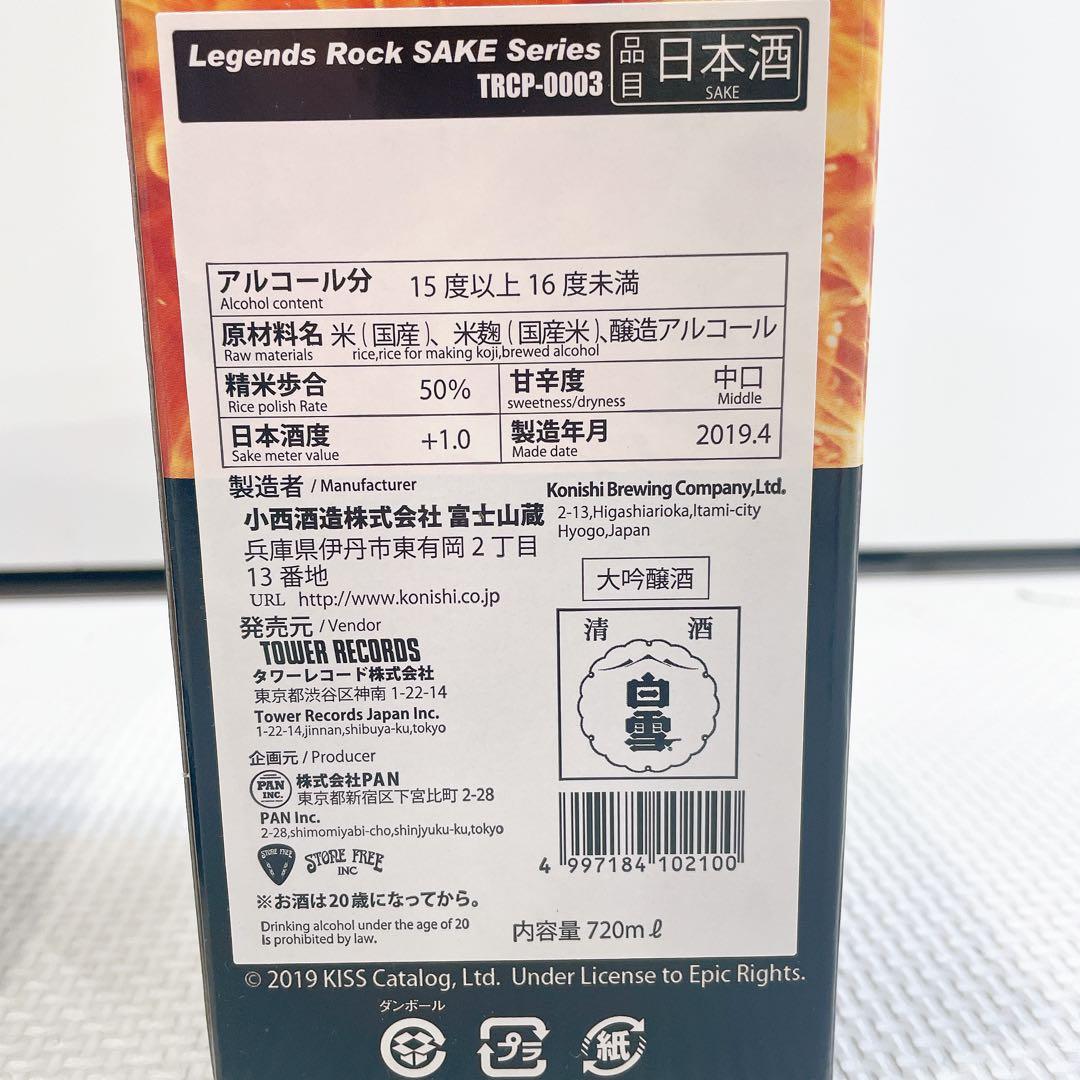 Legends Rock SAKE Series
TRCP-0003
品目
日本酒
SAKE
アルコール分 15度以上16度未満
Alcohol content
原材料名 米(国産)、米麹(国産米)、醸造アルコール
Raw materials rice,rice for making koji,brewed alcohol
精米歩合 50%
Rice polish Rate
甘辛度 中口
sweetness/dryness Middle
日本酒度 +1.0
Sake meter value
製造年月 2019.4
Made date
製造者 / Manufacturer
小西酒造株式会社 富士山蔵
兵庫県伊丹市東有岡2丁目
13番地
URL http://www.konishi.co.jp
Konishi Brewing Company,Ltd.
2-13,Higashiarioka,Itami-city
Hyogo,Japan
発売元 / Vendor
TOWER RECORDS
タワーレコード株式会社
東京都渋谷区神南1-22-14
Tower Records Japan Inc.
1-22-14,jinnan,shibuya-ku,tokyo
企画元 / Producer
PAN
INC.
株式会社PAN
東京都新宿区下宮比町2-28
PAN Inc.
2-28,shimomiyabi-cho,shinjyuku-ku,tokyo
STONE FREE
STONE FREE
INC
※お酒は20歳になってから。
Drinking alcohol under the age of 20
Is prohibited by law.
大吟醸酒
清酒
白雪
4 997184 102100
内容量 720mℓ
© 2019 KISS Catalog, Ltd. Under License to Epic Rights.
ダンボール
プラ
紙